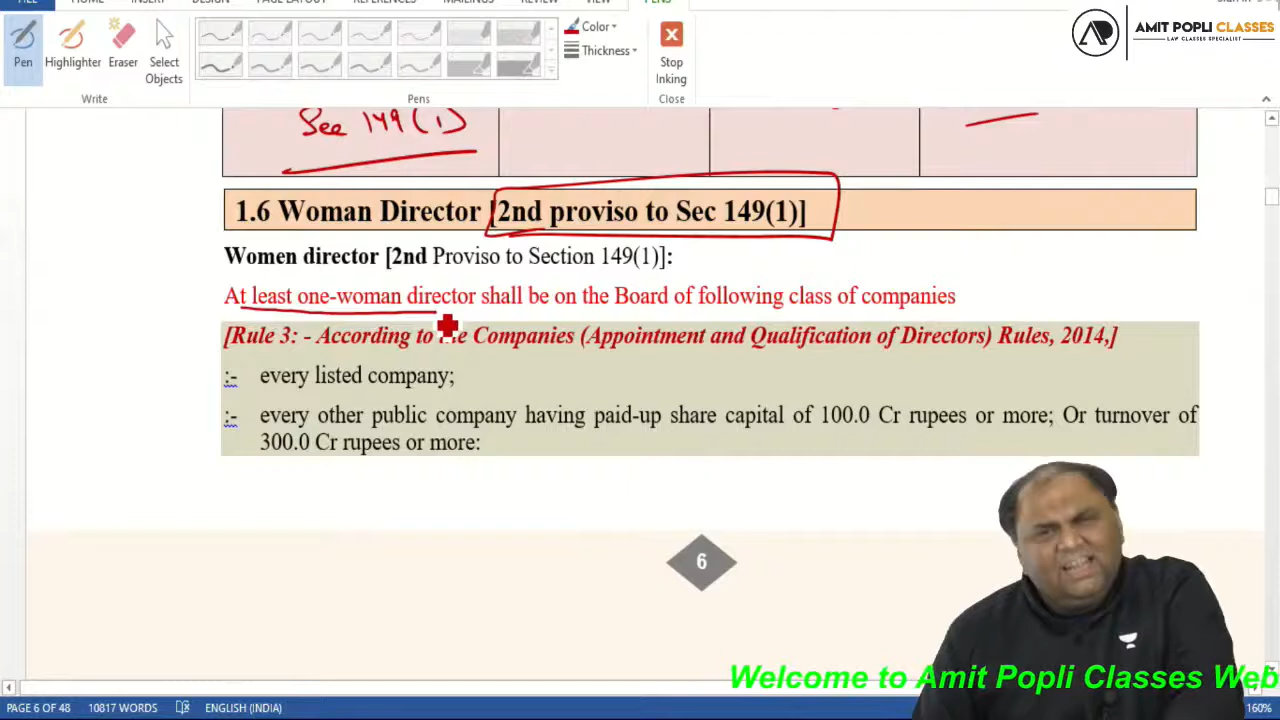 FILE HOME INSERT DESIGN PAGE LAYOUT REFERENCES MAILINGS REVIEW VIEW PENS
Color
Thickness
Pen Highlighter Eraser Select Objects
Stop Inking
Write Pens Close
AMIT POPLI CLASSES
LAW CLASSES SPECIALIST
See 149(1)
1.6 Woman Director [2nd proviso to Sec 149(1)]
Women director [2nd Proviso to Section 149(1)]:
At least one-woman director shall be on the Board of following class of companies
[Rule 3: - According to the Companies (Appointment and Qualification of Directors) Rules, 2014,]
:- every listed company;
:- every other public company having paid-up share capital of 100.0 Cr rupees or more; Or turnover of
300.0 Cr rupees or more:
6
Welcome to Amit Popli Classes Web
PAGE 6 OF 48 10817 WORDS ENGLISH (INDIA) 160%